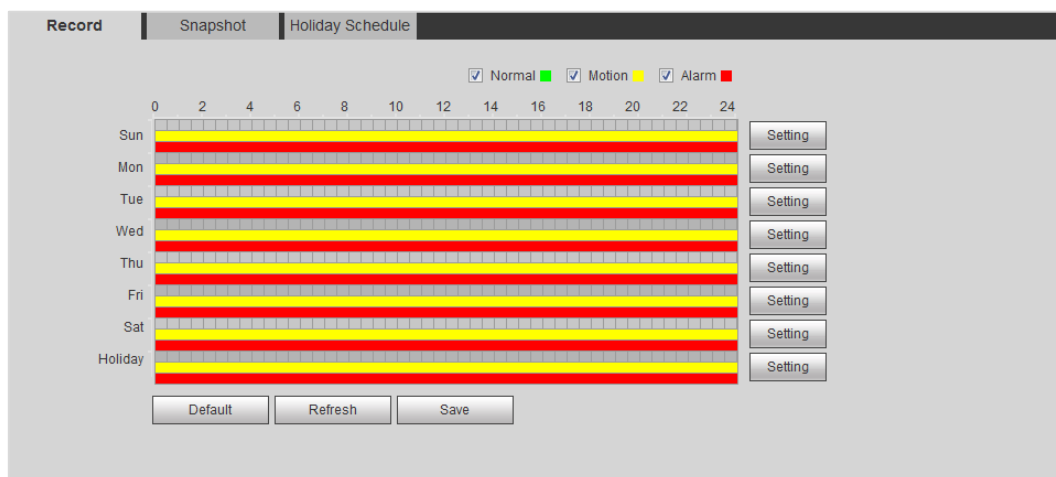 Record Snapshot Holiday Schedule
Normal Motion Alarm
0 2 4 6 8 10 12 14 16 18 20 22 24
Sun Setting
Mon Setting
Tue Setting
Wed Setting
Thu Setting
Fri Setting
Sat Setting
Holiday Setting
Default Refresh Save